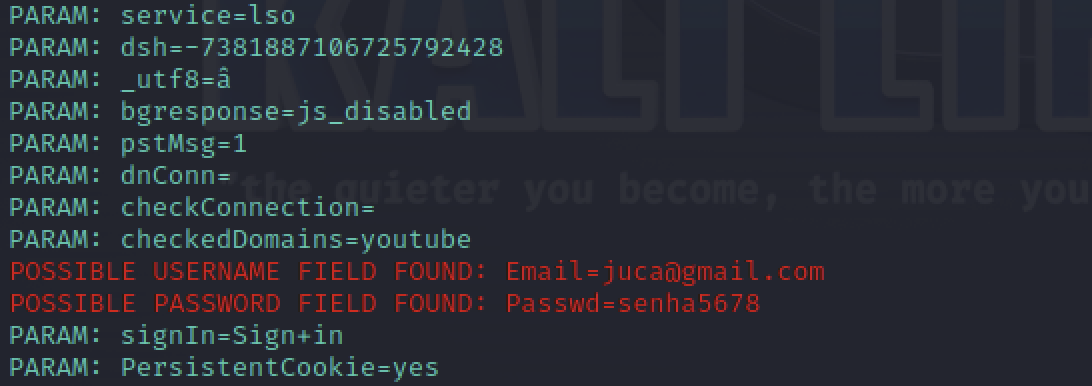 PARAM: service=lso
PARAM: dsh=-7381887106725792428
PARAM: _utf8=â
PARAM: bgresponse=js_disabled
PARAM: pstMsg=1
PARAM: dnConn=
"the quieter you become, the more you
PARAM: checkConnection=
PARAM: checkedDomains=youtube
POSSIBLE USERNAME FIELD FOUND: Email=juca@gmail.com
POSSIBLE PASSWORD FIELD FOUND: Passwd=senha5678
PARAM: signIn=Sign+in
PARAM: PersistentCookie=yes